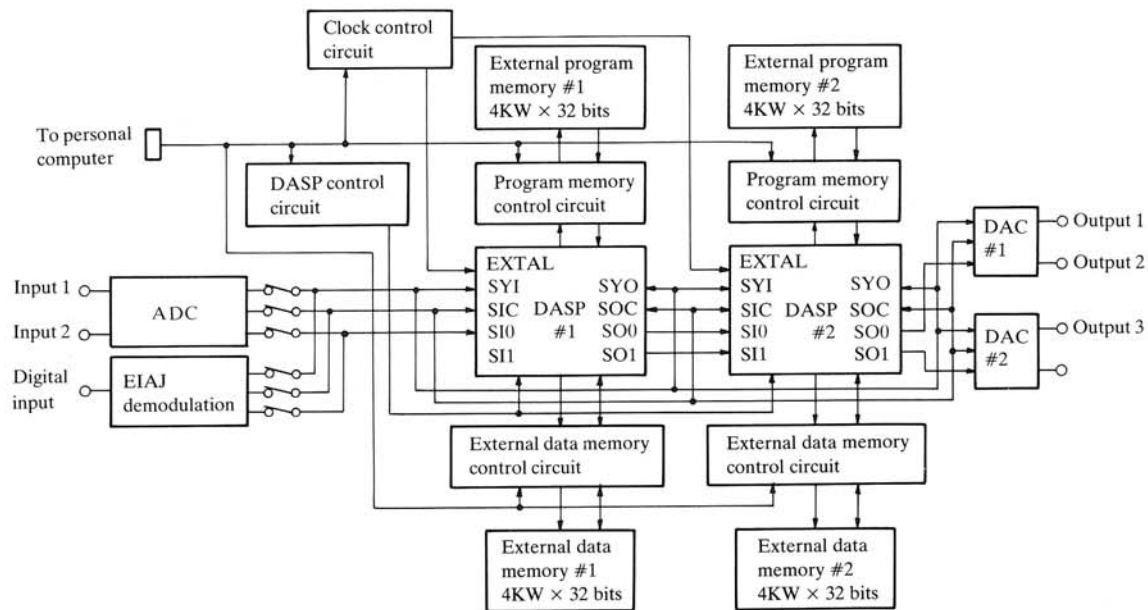 Clock control
circuit
External program
memory #1
4KW × 32 bits
External program
memory #2
4KW × 32 bits
To personal
computer
DASP control
circuit
Program memory
control circuit
Program memory
control circuit
Input 1
Input 2
ADC
Digital
input
EIAJ
demodulation
EXTAL
SYI
SIC
SI0
SI1
DASP
#1
SYO
SOC
SO0
SO1
EXTAL
SYI
SIC
SI0
SI1
DASP
#2
SYO
SOC
SO0
SO1
DAC
#1
Output 1
Output 2
DAC
#2
Output 3
External data memory
control circuit
External data memory
control circuit
External data
memory #1
4KW × 32 bits
External data
memory #2
4KW × 32 bits